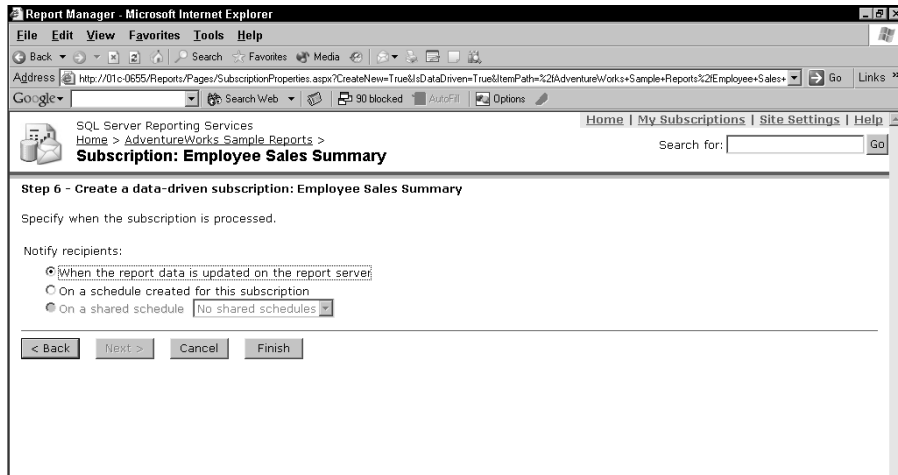 Report Manager - Microsoft Internet Explorer
File Edit View Favorites Tools Help
Back Search Favorites Media
Address http://01c-0655/Reports/Pages/SubscriptionProperties.aspx?CreateNew=True&IsDataDriven=True&ItemPath=%2fAdventureWorks+Sample+Reports%2fEmployee+Sales+ Go Links »
Google Search Web 90 blocked AutoFill Options
SQL Server Reporting Services
Home | My Subscriptions | Site Settings | Help
Home > AdventureWorks Sample Reports >
Subscription: Employee Sales Summary
Search for: Go
Step 6 - Create a data-driven subscription: Employee Sales Summary
Specify when the subscription is processed.
Notify recipients:
When the report data is updated on the report server
On a schedule created for this subscription
On a shared schedule No shared schedules
< Back Next > Cancel Finish